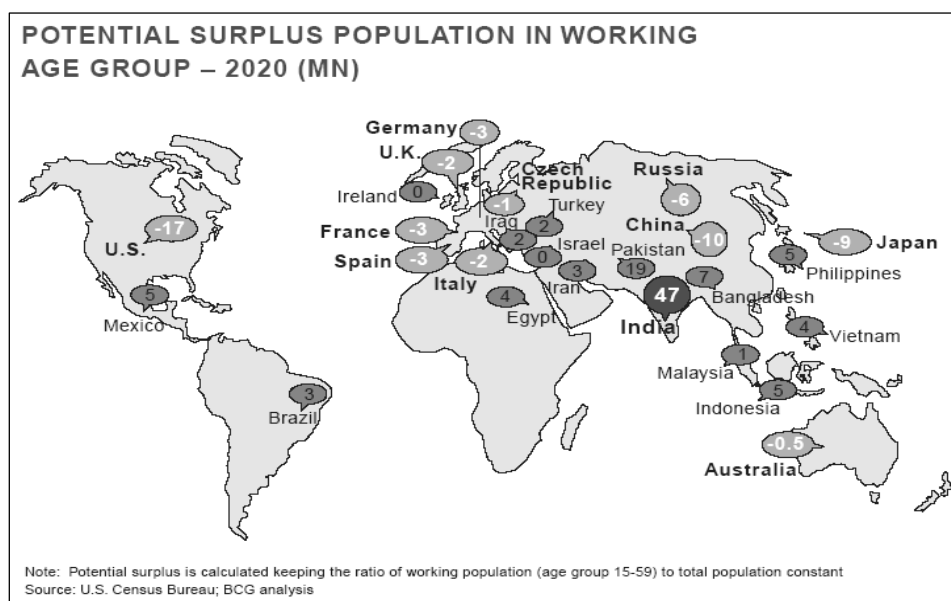 POTENTIAL SURPLUS POPULATION IN WORKING
AGE GROUP – 2020 (MN)
Germany
-3
U.K.
-2
Ireland
0
Czech
Republic
-1
Russia
-6
Turkey
2
Iraq
2
France
-3
Spain
-3
Italy
-2
Israel
0
Iran
3
Pakistan
19
China
-10
Japan
-9
Philippines
5
Bangladesh
7
India
47
Egypt
4
U.S.
-17
Mexico
5
Brazil
3
Vietnam
4
Malaysia
1
Indonesia
5
Australia
-0.5
Note: Potential surplus is calculated keeping the ratio of working population (age group 15-59) to total population constant
Source: U.S. Census Bureau; BCG analysis